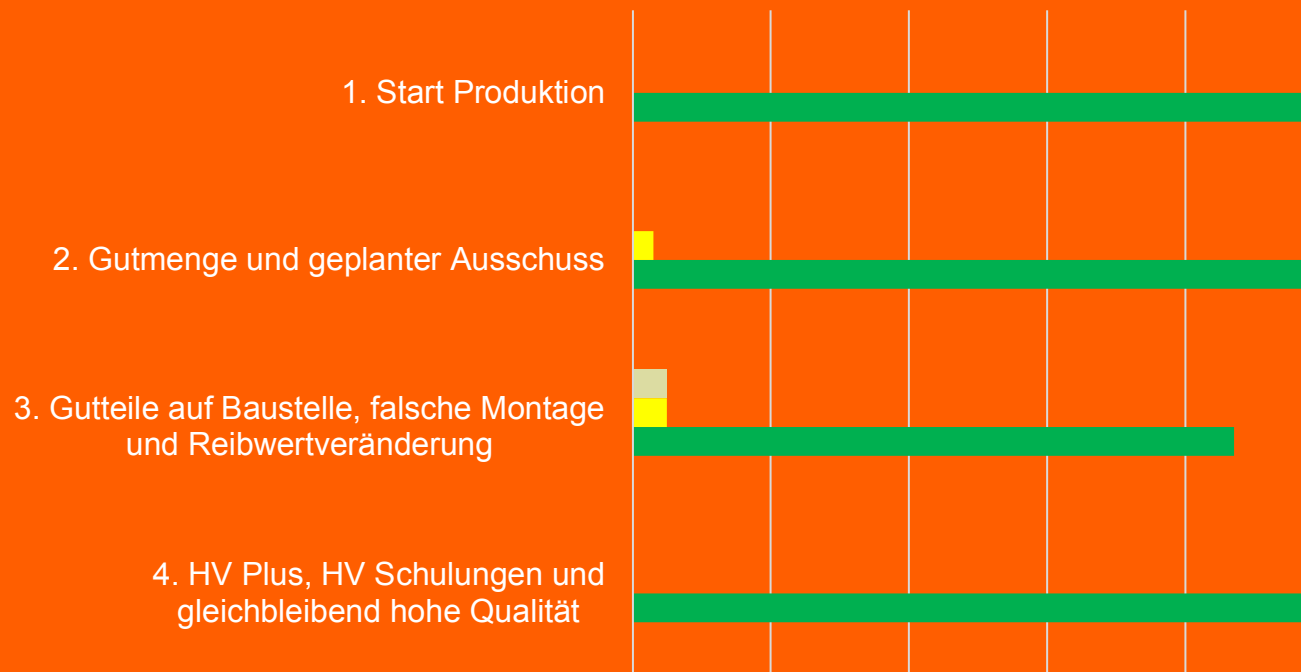 1. Start Produktion
2. Gutmenge und geplanter Ausschuss
3. Gutteile auf Baustelle, falsche Montage
und Reibwertveränderung
4. HV Plus, HV Schulungen und
gleichbleibend hohe Qualität